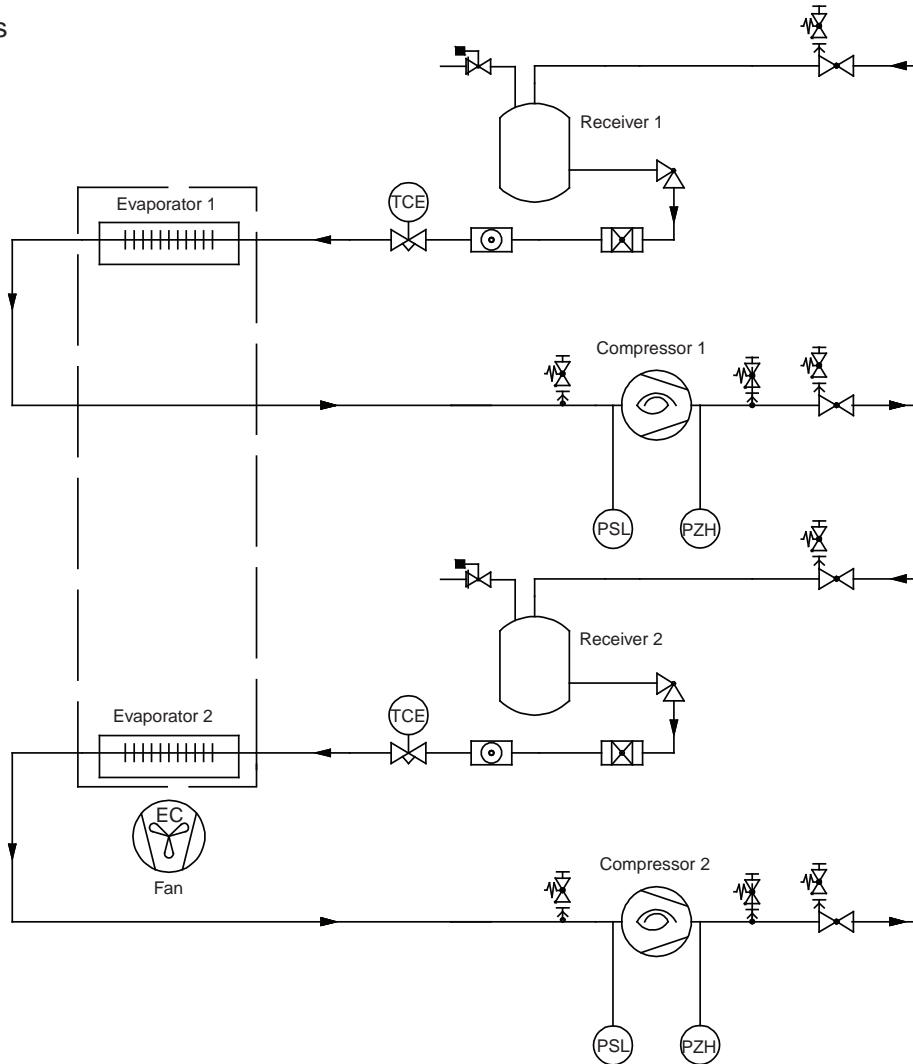 s
Receiver 1
TCE
Evaporator 1
Compressor 1
PSL
PZH
Receiver 2
TCE
Evaporator 2
EC
Fan
Compressor 2
PSL
PZH